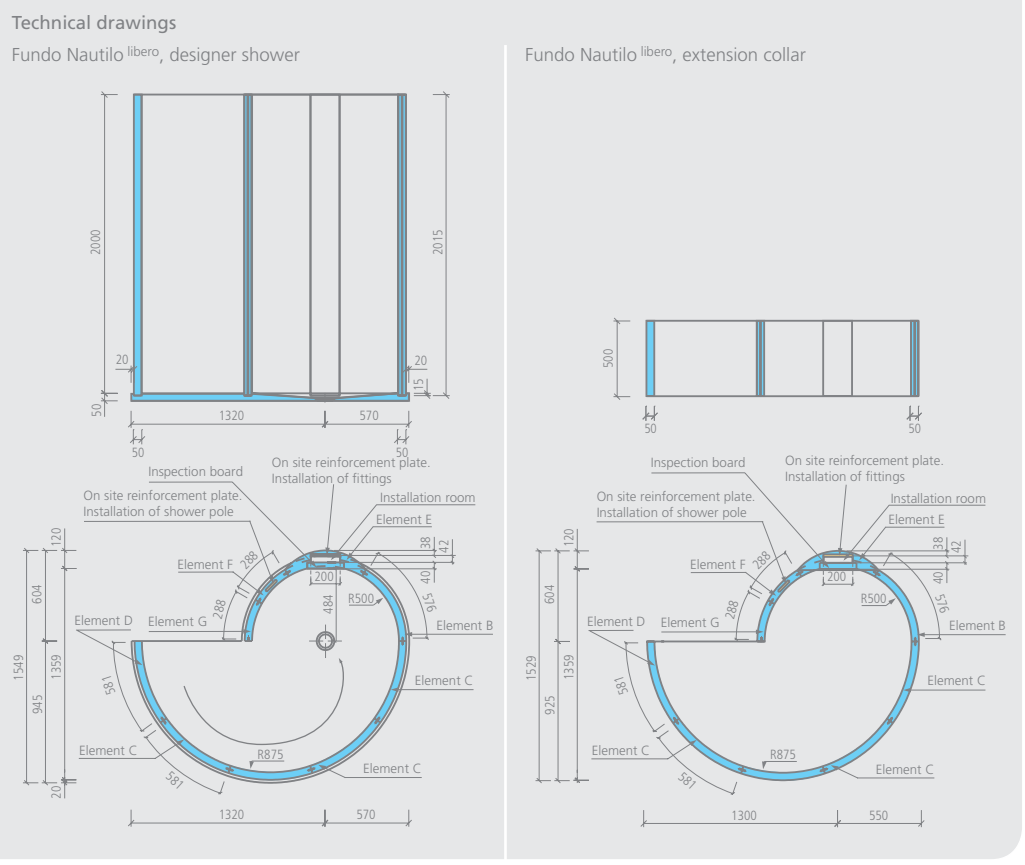 Technical drawings
Fundo Nautilo libero, designer shower
2000
2015
20
20
15
50
1320
570
50
50
Inspection board
On site reinforcement plate.
Installation of fittings
On site reinforcement plate.
Installation of shower pole
Installation room
Element E
120
38
42
288
Element F
200
40
604
288
484
R500
576
Element D
Element G
Element B
1549
1359
945
581
Element C
Element C
R875
Element C
581
20
1320
570
Fundo Nautilo libero, extension collar
500
50
50
Inspection board
On site reinforcement plate.
Installation of fittings
On site reinforcement plate.
Installation of shower pole
Installation room
Element E
120
38
42
288
Element F
200
40
604
288
R500
576
Element D
Element G
Element B
1529
1359
925
581
Element C
Element C
R875
Element C
581
1300
550